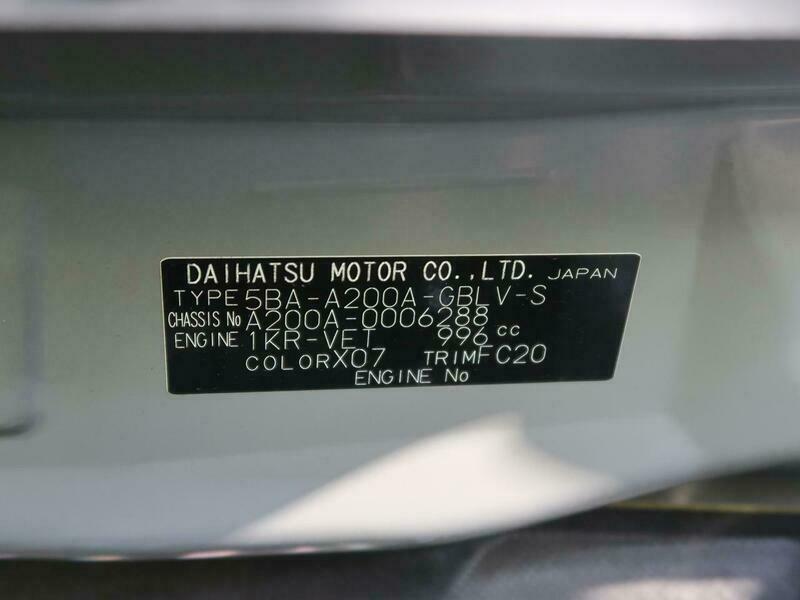 DAIHATSU MOTOR CO.,LTD. JAPAN
TYPE 5BA-A200A-GBLV-S
CHASSIS No A200A-0006288
ENGINE 1KR-VET 996 cc
COLOR X07 TRIM FC20
ENGINE No